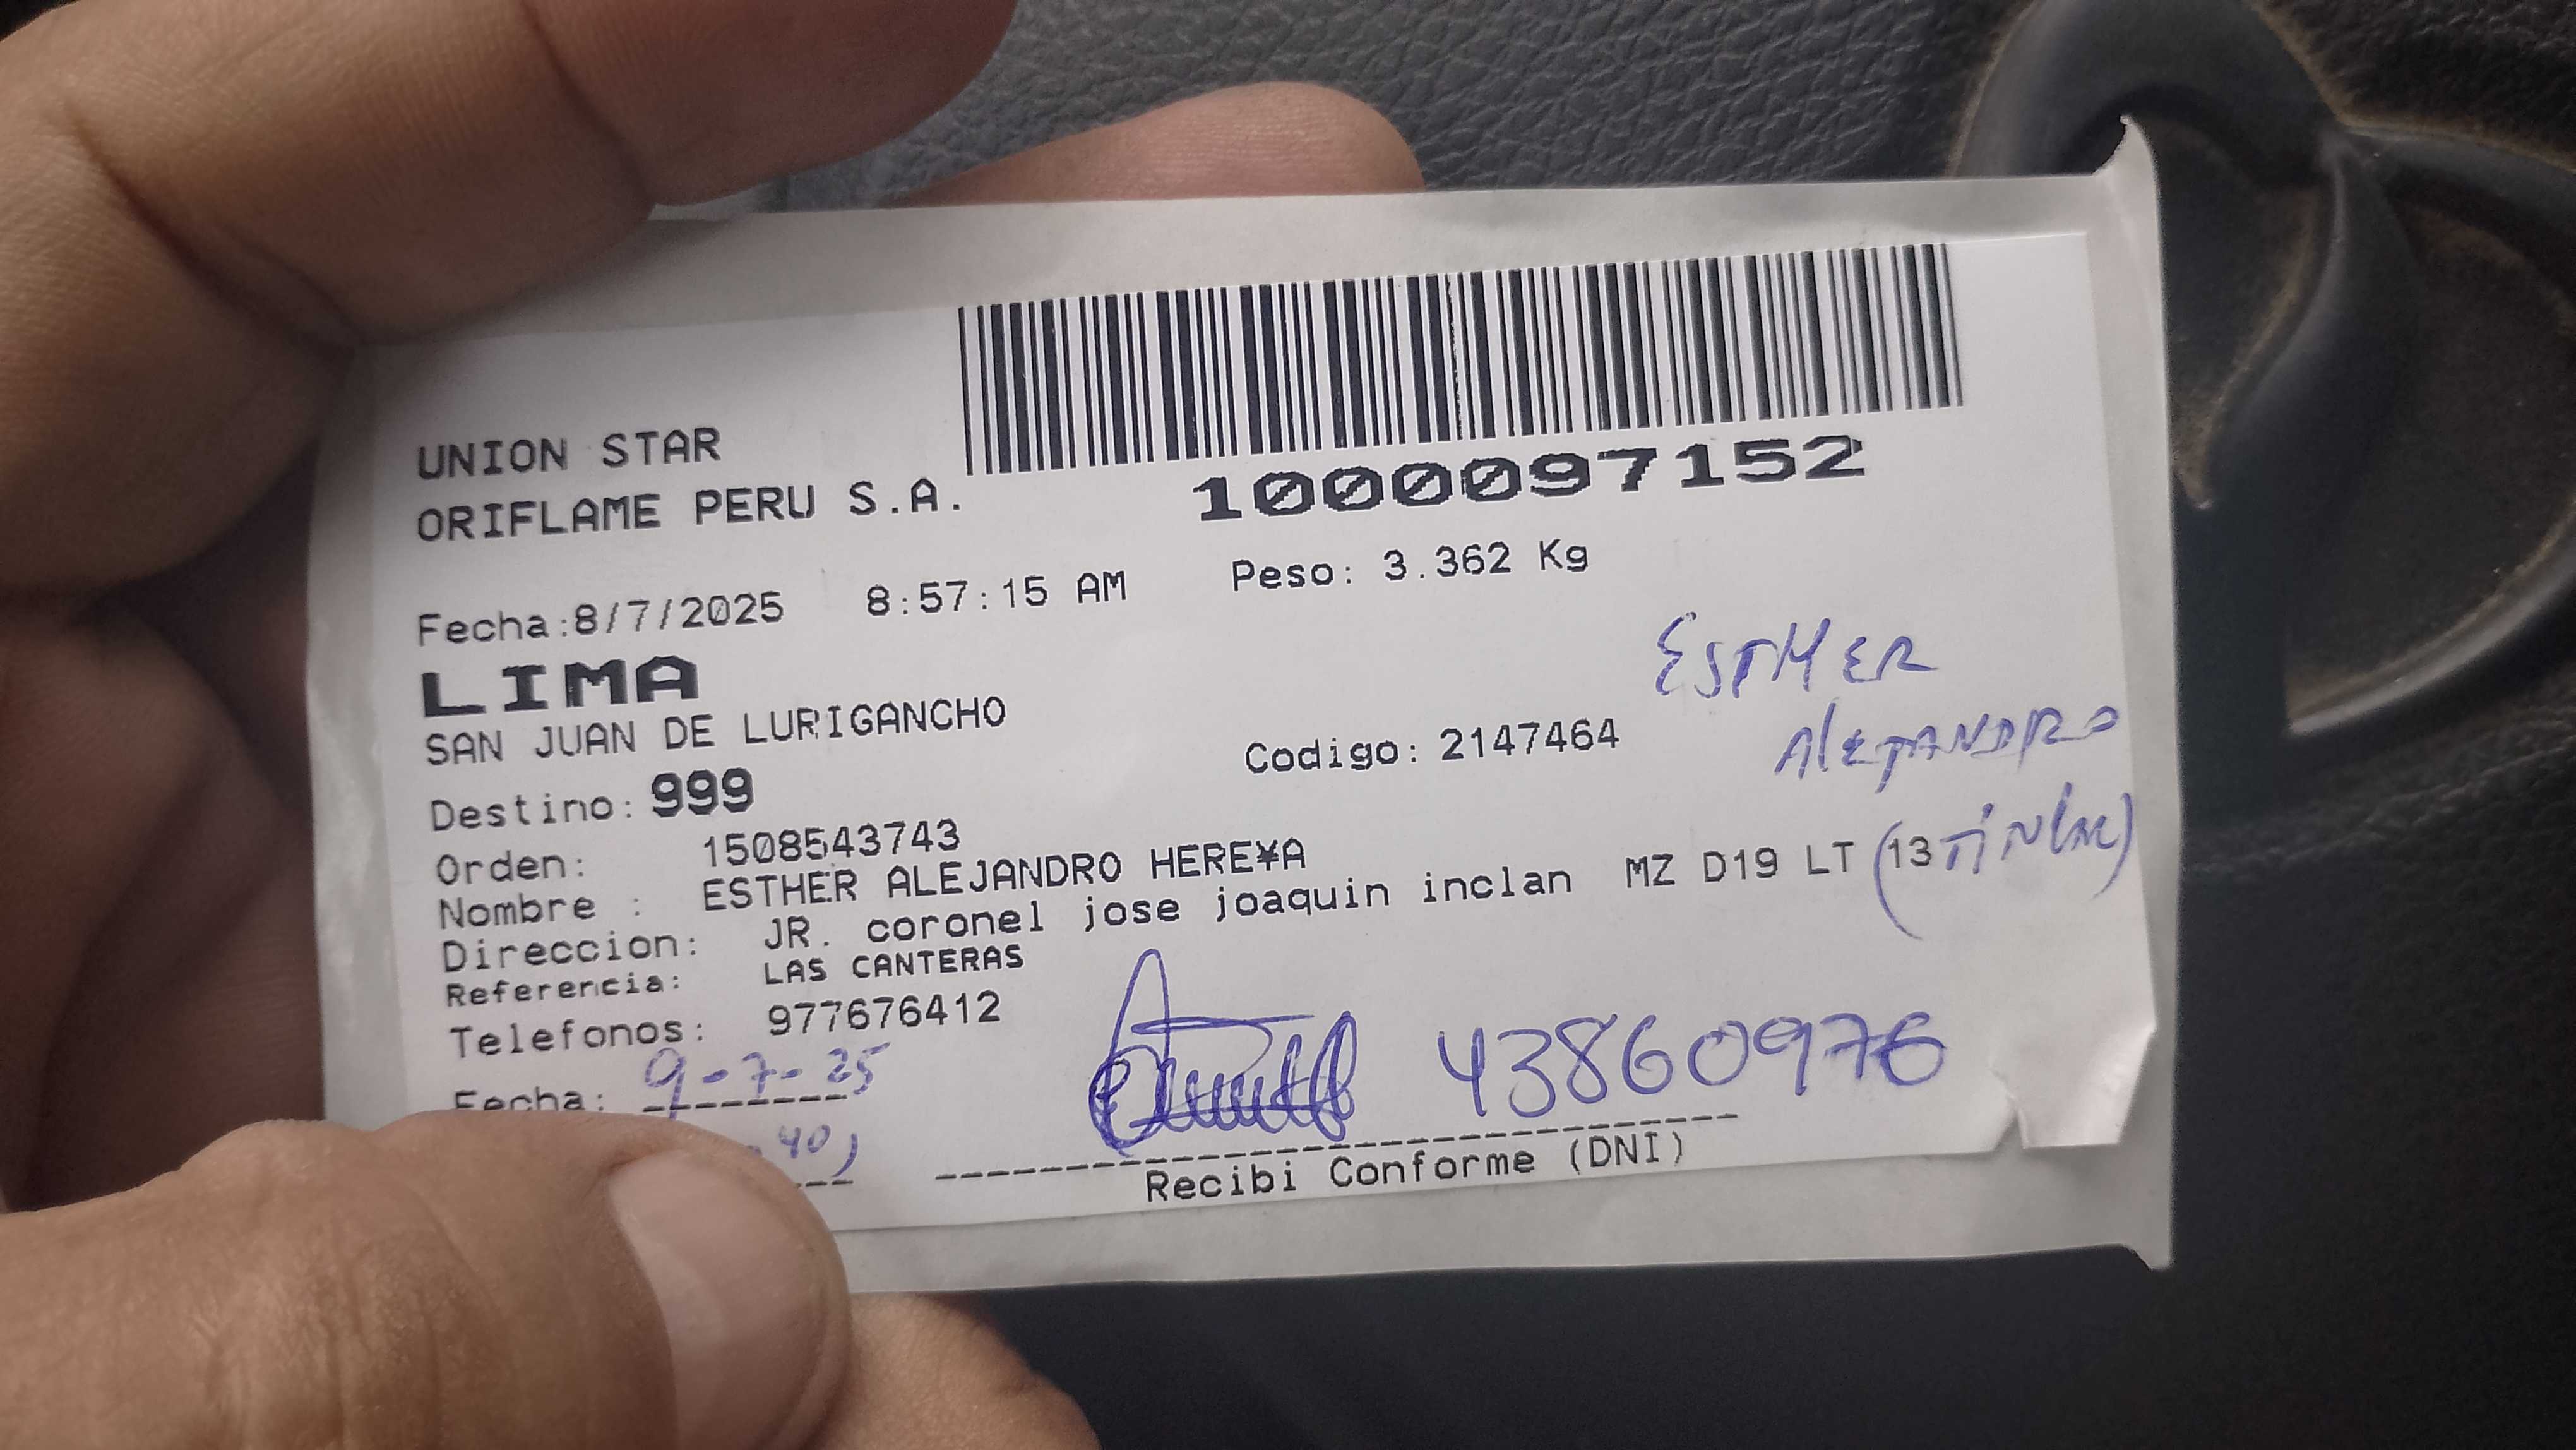 UNION STAR
ORIFLAME PERU S.A.
1000097152
Fecha:8/7/2025 8:57:15 AM Peso: 3.362 Kg
LIMA
SAN JUAN DE LURIGANCHO
ESTHER
AlEJANDRO
(TiTulAR)
Destino: 999 Codigo: 2147464
Orden: 1508543743
Nombre : ESTHER ALEJANDRO HERE¥A
Direccion: JR. coronel jose joaquin inclan MZ D19 LT 13
Referencia: LAS CANTERAS
Telefonos: 977676412
Fecha: 9-7-25
40
43860976
Recibi Conforme (DNI)